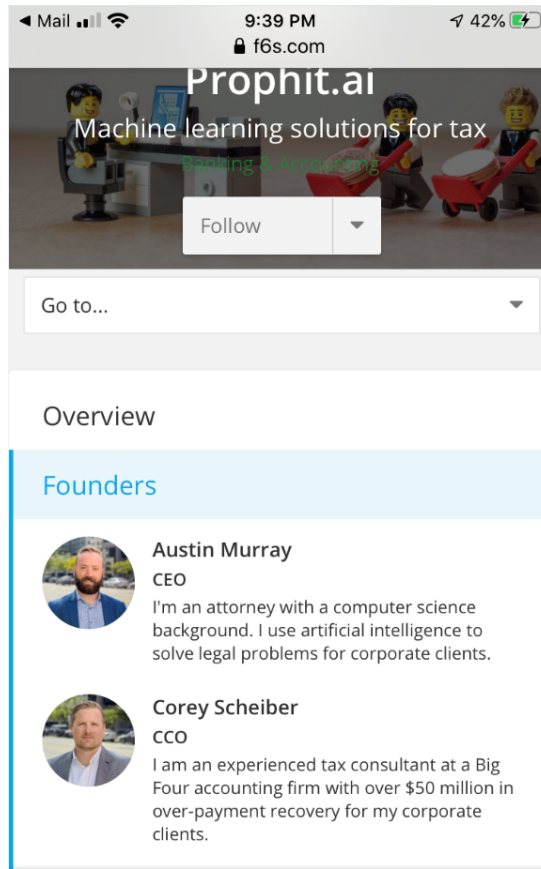 Mail
9:39 PM
42%
f6s.com
Prophit.ai
Machine learning solutions for tax
Banking & Accounting
Follow
Go to...
Overview
Founders
Austin Murray
CEO
I'm an attorney with a computer science
background. I use artificial intelligence to
solve legal problems for corporate clients.
Corey Scheiber
CCO
I am an experienced tax consultant at a Big
Four accounting firm with over $50 million in
over-payment recovery for my corporate
clients.